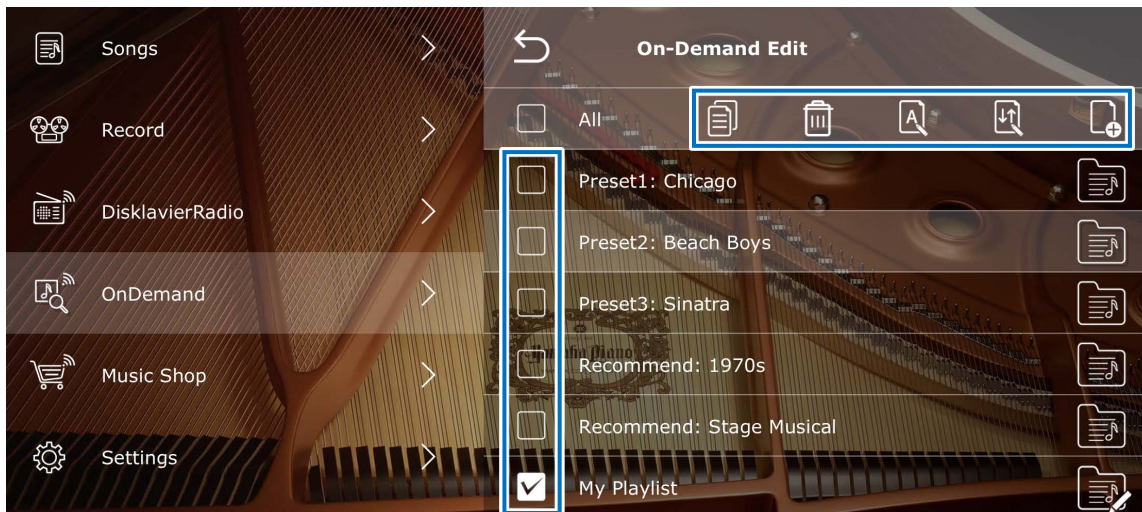 Songs
Record
DisklavierRadio
OnDemand
Music Shop
Settings
On-Demand Edit
All
Preset1: Chicago
Preset2: Beach Boys
Preset3: Sinatra
Recommend: 1970s
Recommend: Stage Musical
My Playlist